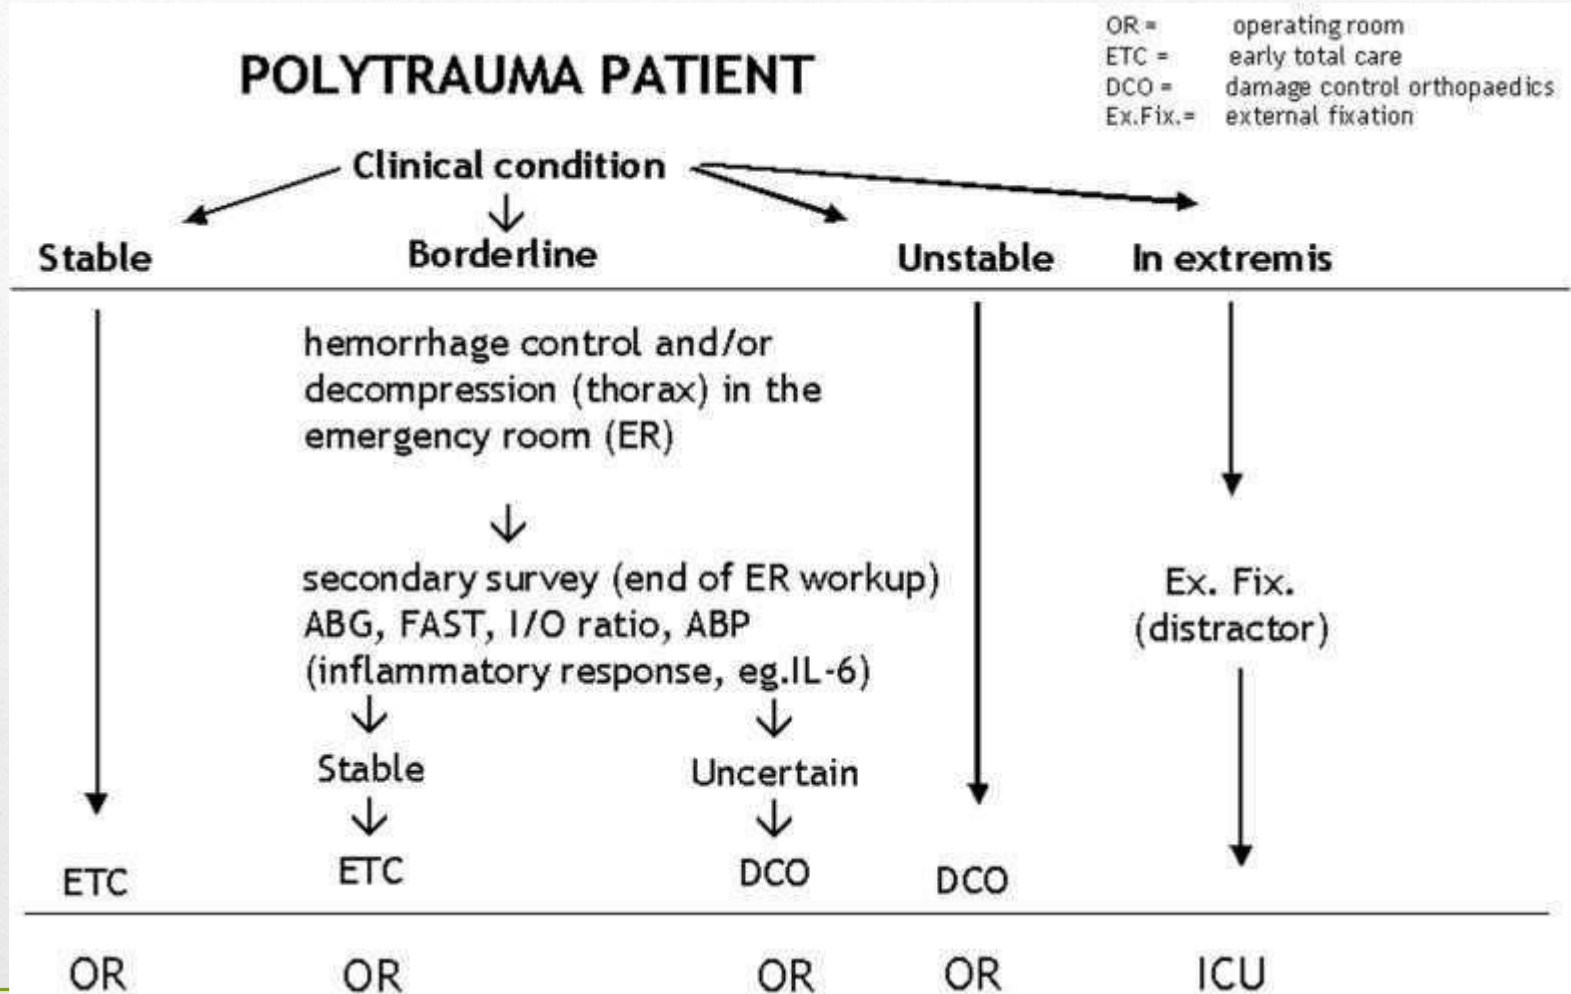 OR = operating room
ETC = early total care
DCO = damage control orthopaedics
Ex.Fix.= external fixation
POLYTRAUMA PATIENT
Clinical condition
Stable Borderline Unstable In extremis
hemorrhage control and/or
decompression (thorax) in the
emergency room (ER)
secondary survey (end of ER workup)
ABG, FAST, I/O ratio, ABP
(inflammatory response, eg.IL-6)
Ex. Fix.
(distractor)
Stable Uncertain
ETC ETC DCO DCO
OR OR OR OR ICU